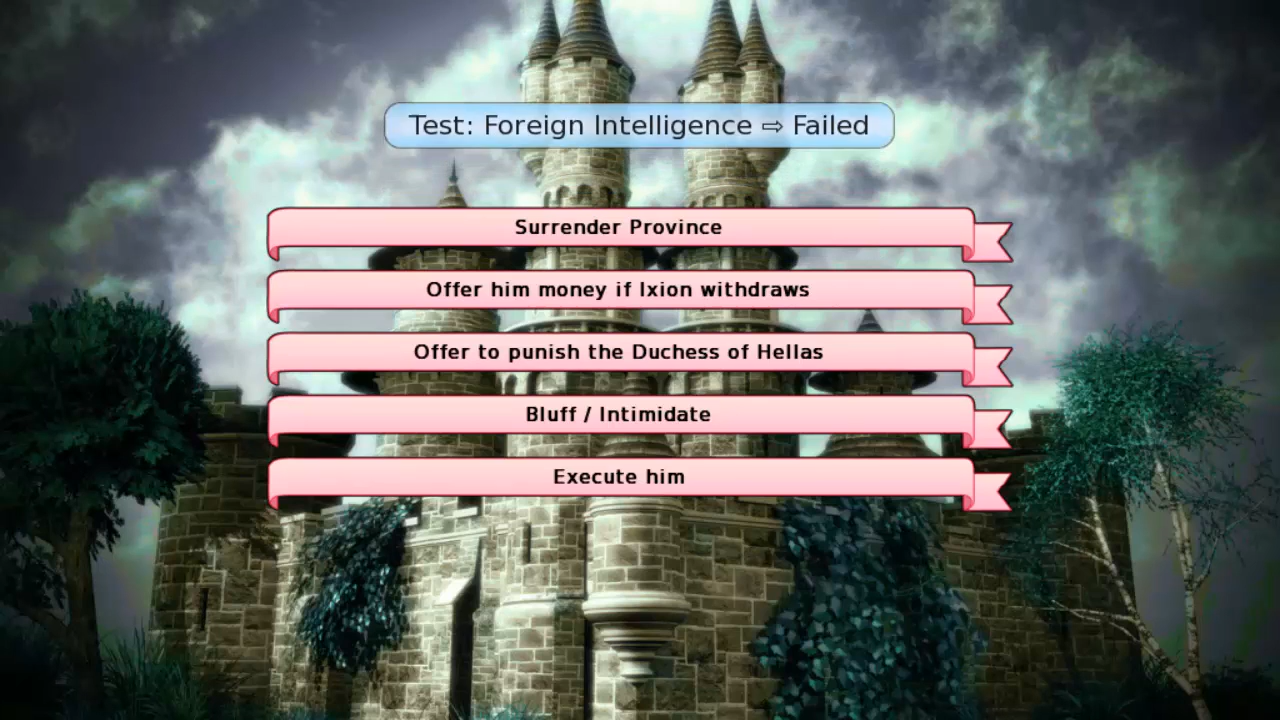 Test: Foreign Intelligence ⇨ Failed
Surrender Province
Offer him money if Ixion withdraws
Offer to punish the Duchess of Hellas
Bluff / Intimidate
Execute him